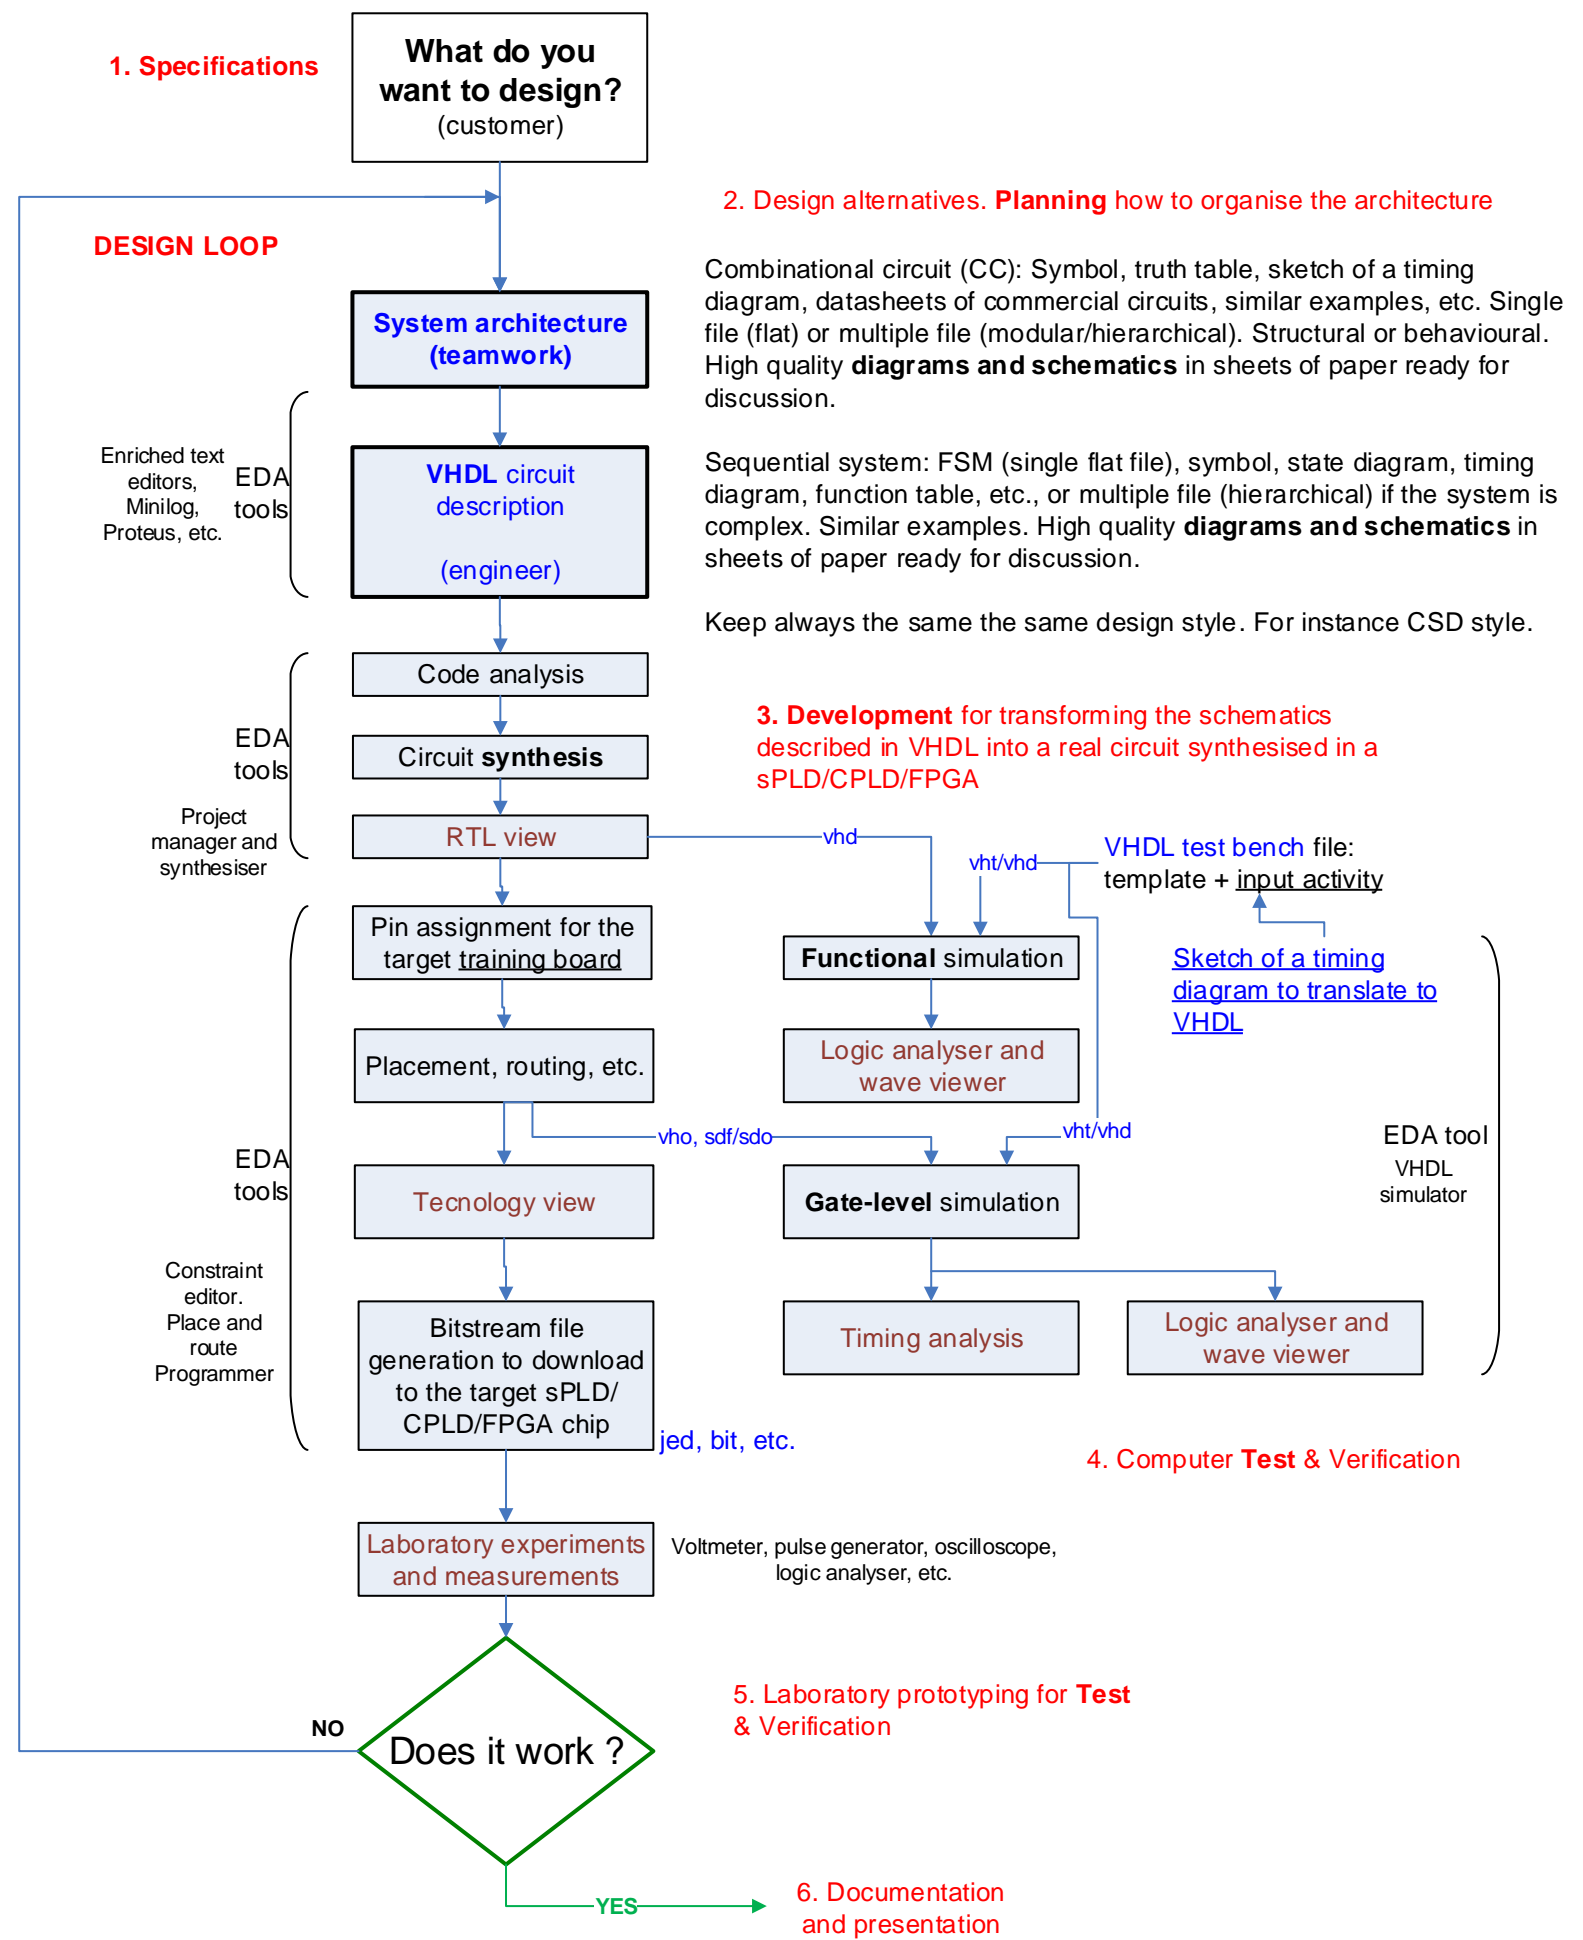 1. Specifications
What do you
want to design?
(customer)
2. Design alternatives. Planning how to organise the architecture
DESIGN LOOP
Combinational circuit (CC): Symbol, truth table, sketch of a timing
diagram, datasheets of commercial circuits, similar examples, etc. Single
file (flat) or multiple file (modular/hierarchical). Structural or behavioural.
High quality diagrams and schematics in sheets of paper ready for
discussion.
System architecture
(teamwork)
Enriched text
editors,
Minilog,
Proteus, etc.
EDA
tools
VHDL circuit
description
(engineer)
Sequential system: FSM (single flat file), symbol, state diagram, timing
diagram, function table, etc., or multiple file (hierarchical) if the system is
complex. Similar examples. High quality diagrams and schematics in
sheets of paper ready for discussion.
Keep always the same the same design style. For instance CSD style.
Code analysis
3. Development for transforming the schematics
described in VHDL into a real circuit synthesised in a
sPLD/CPLD/FPGA
EDA
tools
Circuit synthesis
Project
manager and
synthesiser
RTL view
vhd
vht/vhd
VHDL test bench file:
template + input activity
Pin assignment for the
target training board
Functional simulation
Sketch of a timing
diagram to translate to
VHDL
Placement, routing, etc.
Logic analyser and
wave viewer
vho, sdf/sdo
vht/vhd
EDA tool
VHDL
simulator
EDA
tools
Tecnology view
Gate-level simulation
Constraint
editor.
Place and
route
Programmer
Bitstream file
generation to download
to the target sPLD/
CPLD/FPGA chip
Timing analysis
Logic analyser and
wave viewer
jed, bit, etc.
4. Computer Test & Verification
Laboratory experiments
and measurements
Voltmeter, pulse generator, oscilloscope,
logic analyser, etc.
5. Laboratory prototyping for Test
& Verification
NO
Does it work ?
YES
6. Documentation
and presentation